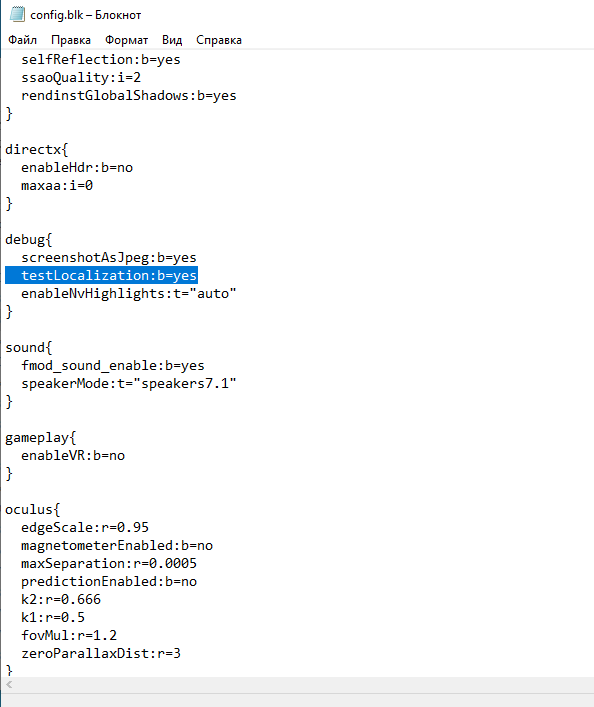 config.blk – Блокнот
Файл Правка Формат Вид Справка
selfReflection:b=yes
ssaoQuality:i=2
rendinstGlobalShadows:b=yes
}
directx{
enableHdr:b=no
maxaa:i=0
}
debug{
screenshotAsJpeg:b=yes
testLocalization:b=yes
enableNvHighlights:t="auto"
}
sound{
fmod_sound_enable:b=yes
speakerMode:t="speakers7.1"
}
gameplay{
enableVR:b=no
}
oculus{
edgeScale:r=0.95
magnetometerEnabled:b=no
maxSeparation:r=0.0005
predictionEnabled:b=no
k2:r=0.666
k1:r=0.5
fovMul:r=1.2
zeroParallaxDist:r=3
}